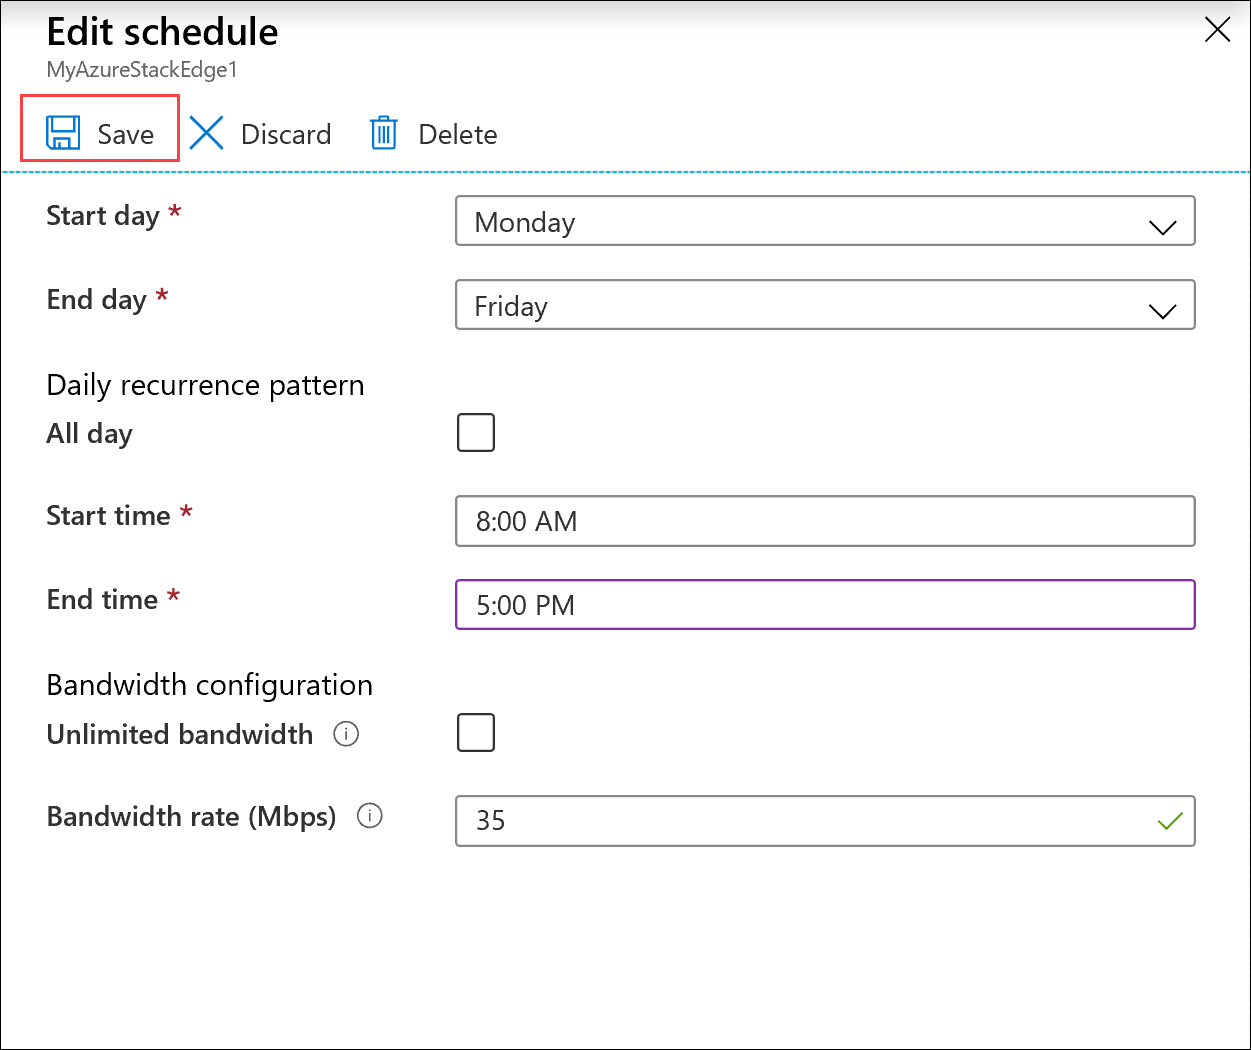 Edit schedule
MyAzureStackEdge1
Save Discard Delete
Start day * Monday
End day * Friday
Daily recurrence pattern
All day
Start time * 8:00 AM
End time * 5:00 PM
Bandwidth configuration
Unlimited bandwidth
Bandwidth rate (Mbps) 35